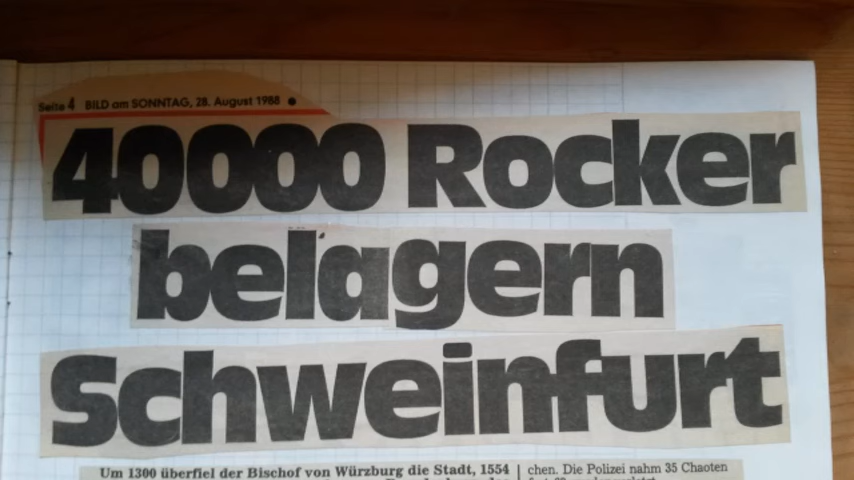 Seite 4 BILD am SONNTAG, 28. August 1988 ●
40000 Rocker
belagern
Schweinfurt
Um 1300 überfiel der Bischof von Würzburg die Stadt, 1554
chen. Die Polizei nahm 35 Chaoten